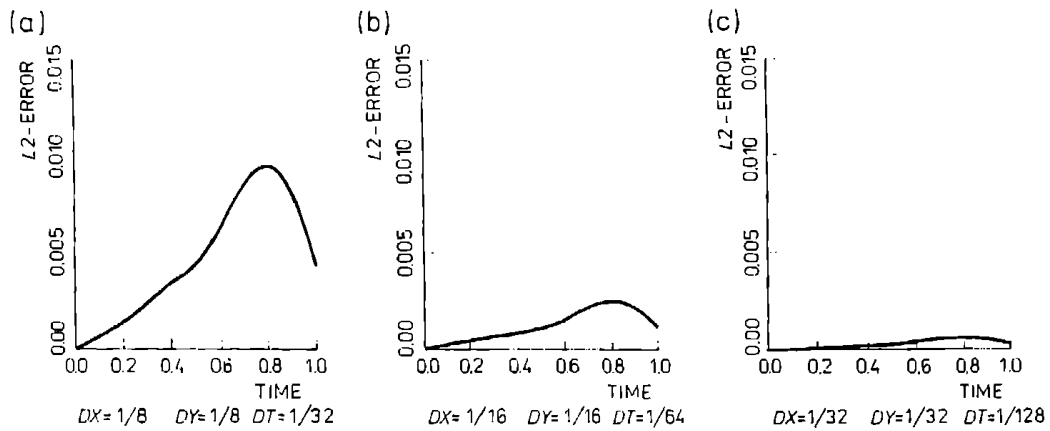 (a)
L2-ERROR
0.015
0.010
0.005
0.00
0.0 0.2 0.4 0.6 0.8 1.0
TIME
DX=1/8 DY=1/8 DT=1/32
(b)
L2-ERROR
0.015
0.010
0.005
0.00
0.0 0.2 0.4 0.6 0.8 1.0
TIME
DX=1/16 DY=1/16 DT=1/64
(c)
L2-ERROR
0.015
0.010
0.005
0.00
0.0 0.2 0.4 0.6 0.8 1.0
TIME
DX=1/32 DY=1/32 DT=1/128